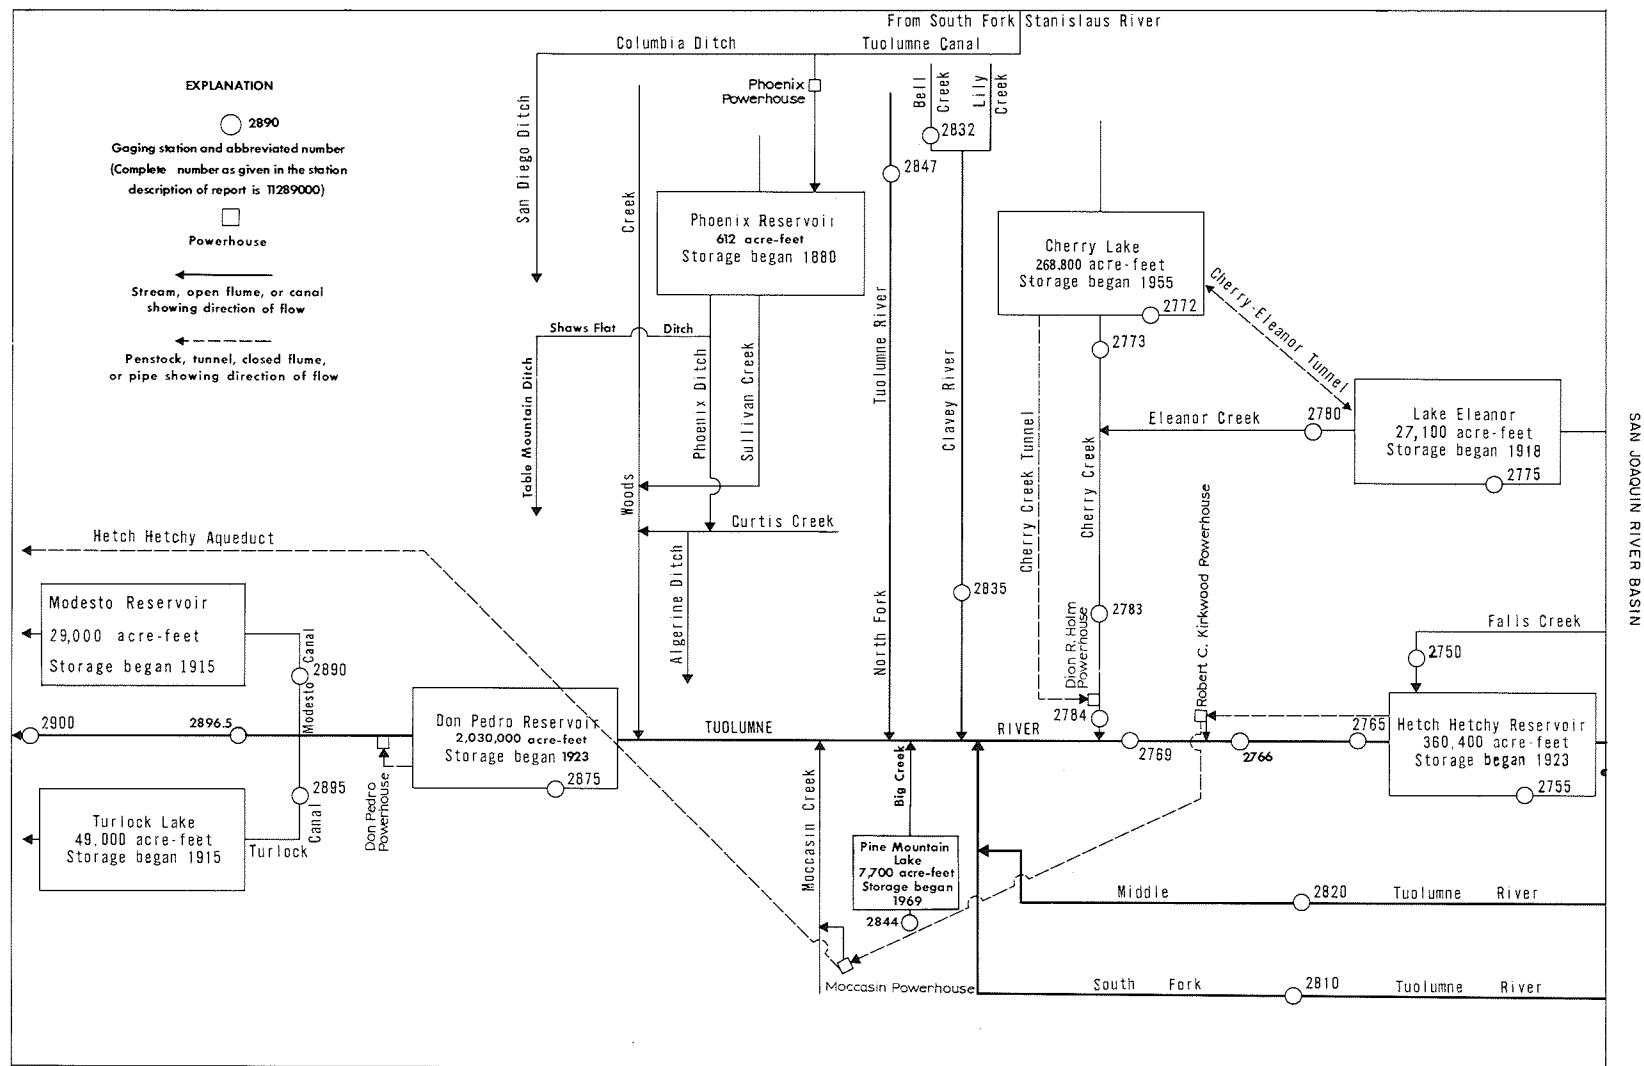 From South Fork Stanislaus River
Columbia Ditch
Tuolumne Canal
EXPLANATION
2890
Gaging station and abbreviated number
(Complete number as given in the station
description of report is 11289000)
Powerhouse
Stream, open flume, or canal
showing direction of flow
Penstock, tunnel, closed flume,
or pipe showing direction of flow
San Diego Ditch
Phoenix
Powerhouse
Bell
Creek
Lily
Creek
2832
2847
Creek
Woods
Phoenix Reservoir
612 acre-feet
Storage began 1880
Shaws Flat Ditch
Table Mountain Ditch
Phoenix Ditch
Sullivan Creek
Curtis Creek
Algerine Ditch
Tuolumne River
North Fork
Clavey River
2835
Cherry Lake
268.800 acre-feet
Storage began 1955
2772
2773
Cherry-Eleanor Tunnel
Lake Eleanor
27,100 acre-feet
Storage began 1918
2775
2780
Eleanor Creek
Cherry Creek Tunnel
Cherry Creek
2783
Dion R. Holm
Powerhouse
2784
Robert C. Kirkwood Powerhouse
Falls Creek
2750
Hetch Hetchy Reservoir
360,400 acre-feet
Storage began 1923
2755
2765
2766
2769
TUOLUMNE RIVER
Hetch Hetchy Aqueduct
Modesto Reservoir
29,000 acre-feet
Storage began 1915
Modesto Canal
2890
2900
2896.5
Don Pedro Reservoir
2,030,000 acre-feet
Storage began 1923
2875
Don Pedro
Powerhouse
2895
Turlock Lake
49,000 acre-feet
Storage began 1915
Turlock Canal
Moccasin Creek
Big Creek
Pine Mountain
Lake
7,700 acre-feet
Storage began
1969
2844
Moccasin Powerhouse
Middle
2820
Tuolumne River
South Fork
2810
Tuolumne River
SAN JOAQUIN RIVER BASIN